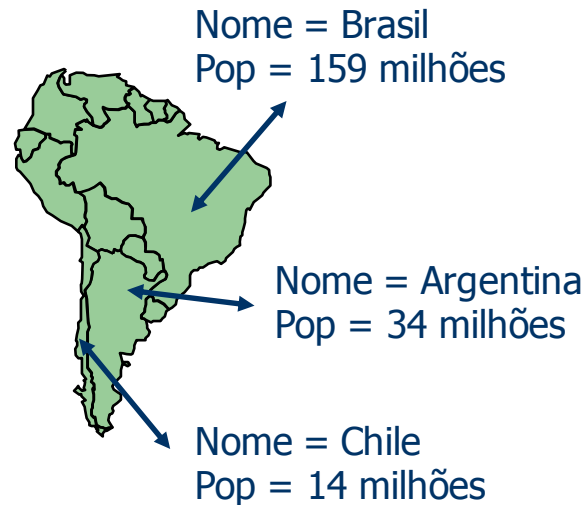 Nome = Brasil
Pop = 159 milhões
Nome = Argentina
Pop = 34 milhões
Nome = Chile
Pop = 14 milhões